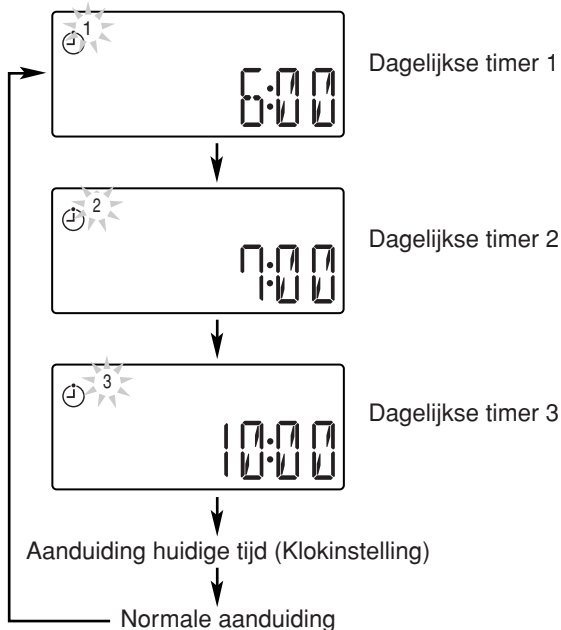 1
6:00
Dagelijkse timer 1
2
7:00
Dagelijkse timer 2
3
10:00
Dagelijkse timer 3
Aanduiding huidige tijd (Klokinstelling)
Normale aanduiding